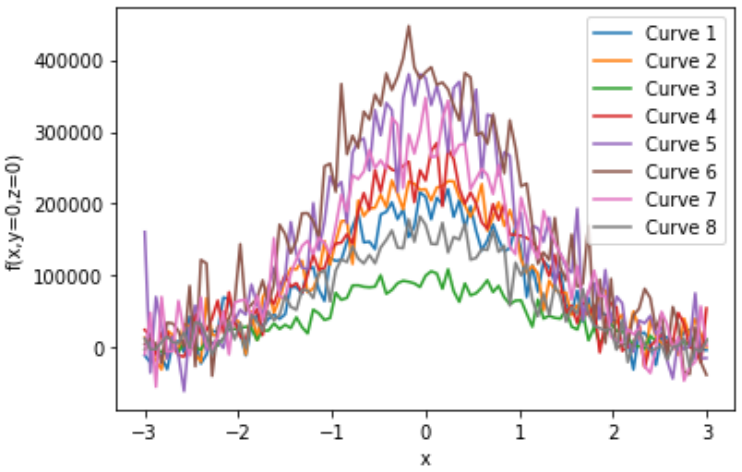 f(x,y=0,z=0)
400000
300000
200000
100000
0
−3
−2
−1
0
1
2
3
x
Curve 1
Curve 2
Curve 3
Curve 4
Curve 5
Curve 6
Curve 7
Curve 8